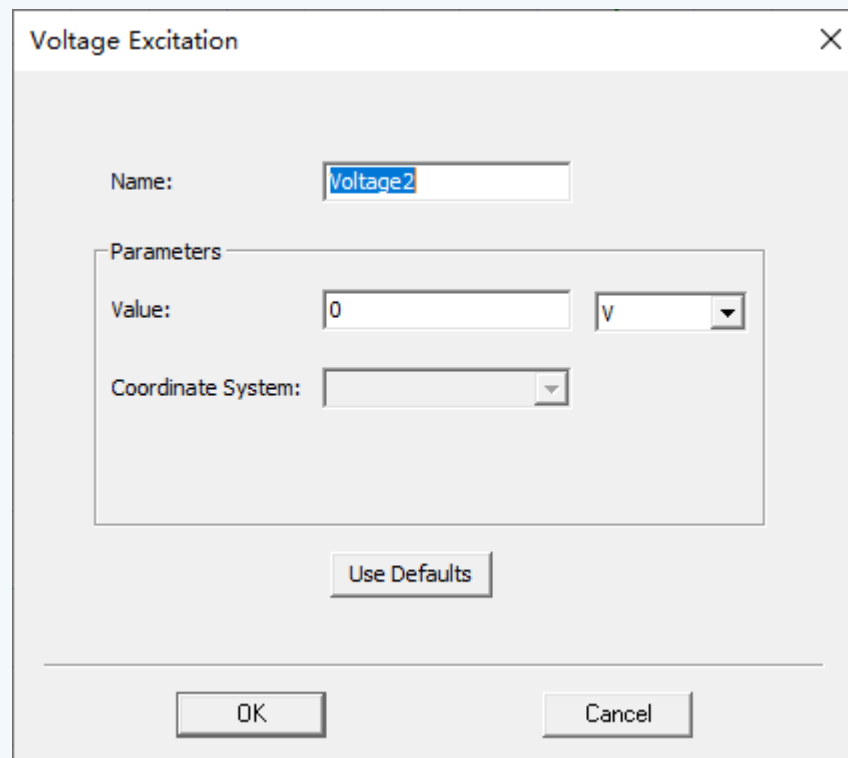 Voltage Excitation
Name: Voltage2
Parameters
Value: 0 V
Coordinate System:
Use Defaults
OK Cancel